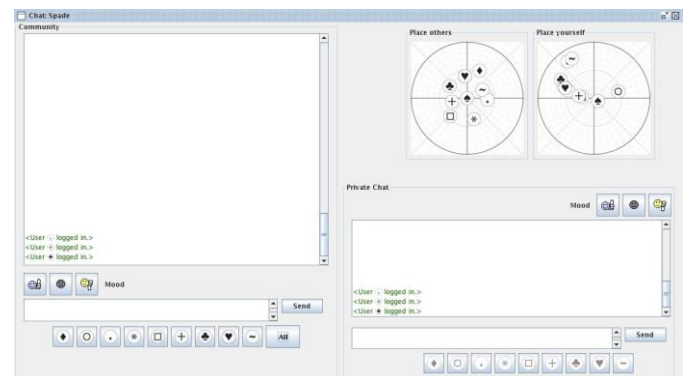 Chat: Spade
Community
Place others
Place yourself
<User . logged in.>
<User + logged in.>
<User ♠ logged in.>
Mood
Send
All
Private Chat
Mood
<User . logged in.>
<User + logged in.>
<User ♠ logged in.>
Send